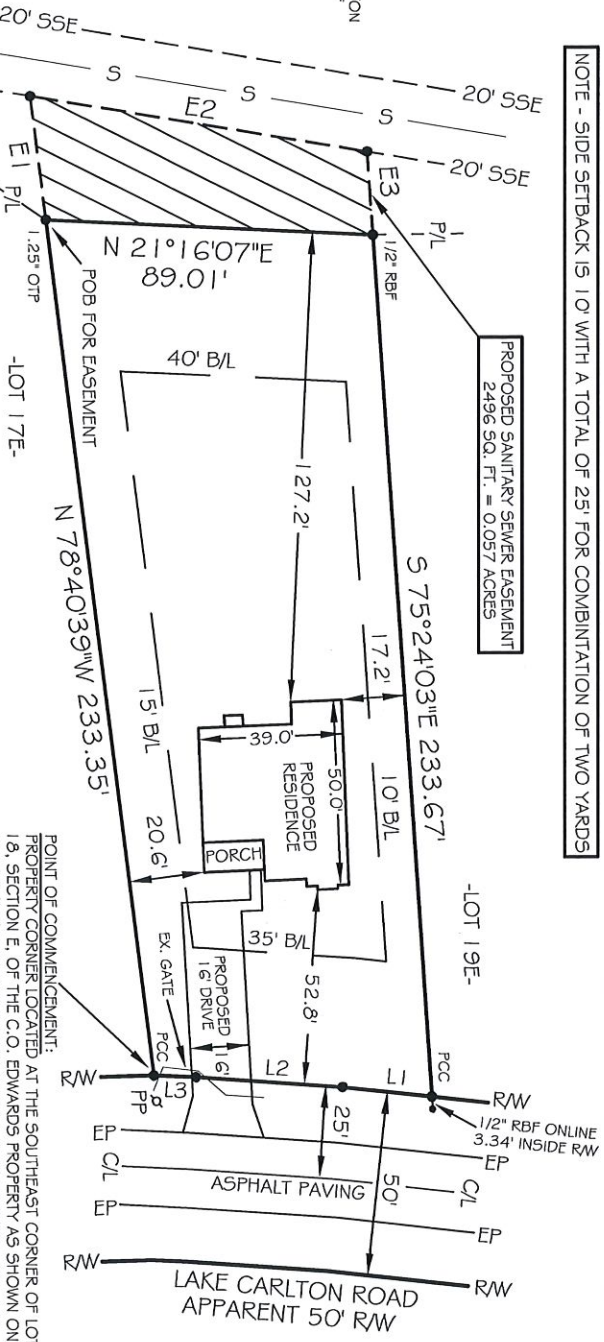 NOTE - SIDE SETBACK IS 10' WITH A TOTAL OF 25' FOR COMBINTATION OF TWO YARDS
ON
20' SSE
20' SSE
20' SSE
S
S
S
S
E2
E3
E1
P/L
P/L
1/2" RBF
1.25" OTP
N 21°16'07"E
89.01'
POB FOR EASEMENT
-LOT 17E-
PROPOSED SANITARY SEWER EASEMENT
2496 SQ. FT. = 0.057 ACRES
40' B/L
127.2'
S 75°24'03"E 233.67'
N 78°40'39"W 233.35'
17.2'
10' B/L
15' B/L
39.0'
50.0'
PROPOSED
RESIDENCE
PORCH
20.6'
35' B/L
52.8'
-LOT 19E-
PROPOSED
16' DRIVE
16'
EX. GATE
PCC
PCC
L3
L2
L1
PP
R/W
R/W
1/2" RBF ONLINE
3.34' INSIDE R/W
25'
50'
EP
EP
C/L
C/L
ASPHALT PAVING
EP
EP
R/W
R/W
LAKE CARLTON ROAD
APPARENT 50' R/W
POINT OF COMMENCEMENT:
PROPERTY CORNER LOCATED AT THE SOUTHEAST CORNER OF LOT
18, SECTION E, OF THE C.O. EDWARDS PROPERTY AS SHOWN ON